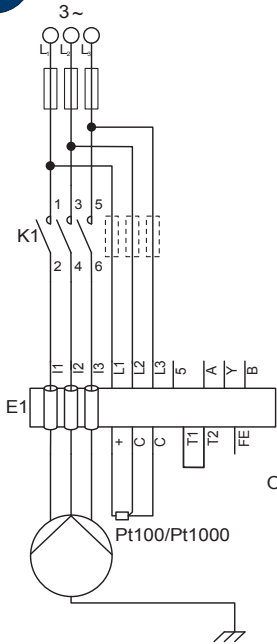 3 ~
L1 L2 L3
1 3 5
K1
2 4 6
I1 I2 I3 L1 L2 L3 5 A Y B
E1
+ C C T1 T2 FE
C
Pt100/Pt1000